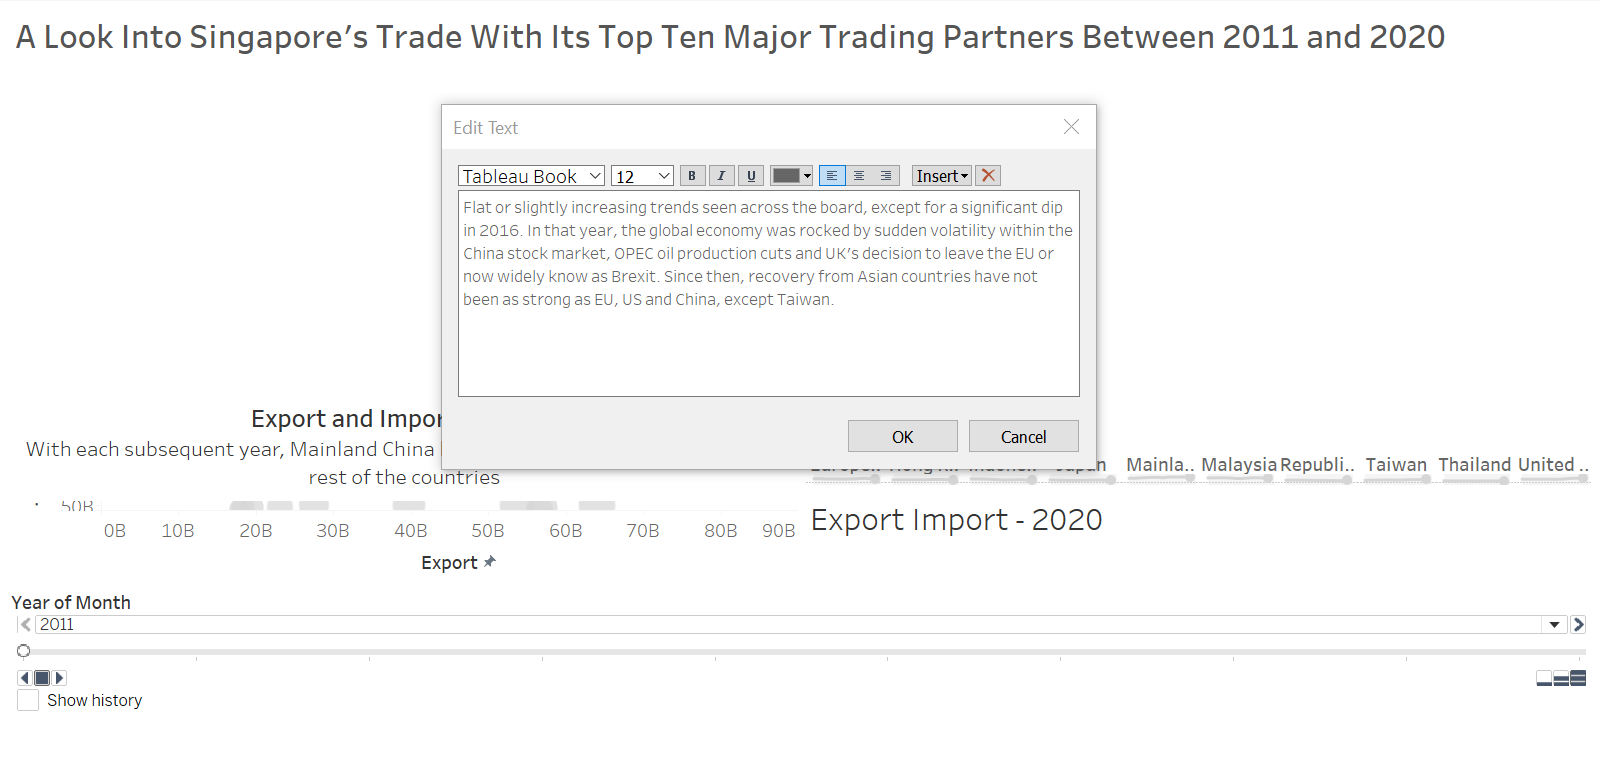 A Look Into Singapore's Trade With Its Top Ten Major Trading Partners Between 2011 and 2020
Edit Text
Tableau Book 12 B I U Insert
Flat or slightly increasing trends seen across the board, except for a significant dip
in 2016. In that year, the global economy was rocked by sudden volatility within the
China stock market, OPEC oil production cuts and UK's decision to leave the EU or
now widely know as Brexit. Since then, recovery from Asian countries have not
been as strong as EU, US and China, except Taiwan.
OK Cancel
Export and Impor
With each subsequent year, Mainland China
rest of the countries
50B
0B 10B 20B 30B 40B 50B 60B 70B 80B 90B
Export
Europe.. Hong K.. Indone.. Japan Mainla.. Malaysia Republi.. Taiwan Thailand United ..
Export Import - 2020
Year of Month
2011
Show history